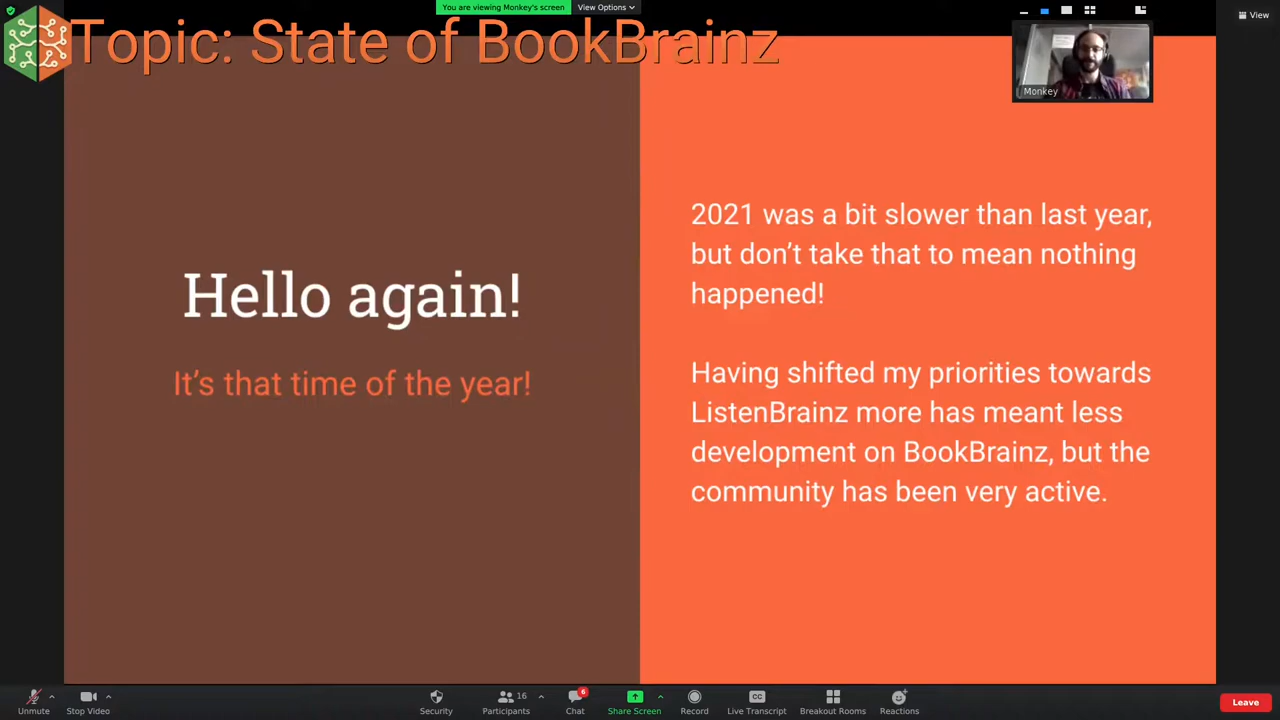 You are viewing Monkey's screen
View Options
View
Topic: State of BookBrainz
Monkey
Hello again!
It's that time of the year!
2021 was a bit slower than last year,
but don't take that to mean nothing
happened!
Having shifted my priorities towards
ListenBrainz more has meant less
development on BookBrainz, but the
community has been very active.
Unmute
Stop Video
Security
16
Participants
6
Chat
Share Screen
Record
CC
Live Transcript
Breakout Rooms
Reactions
Leave